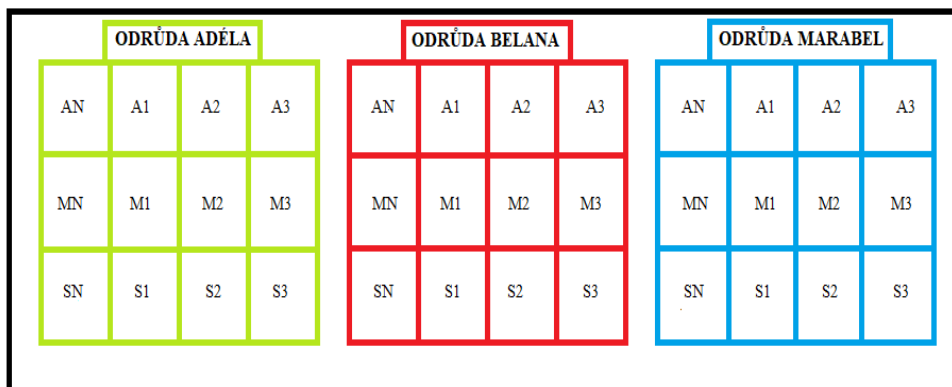 ODRŮDA ADÉLA
AN A1 A2 A3
MN M1 M2 M3
SN S1 S2 S3
ODRŮDA BELANA
AN A1 A2 A3
MN M1 M2 M3
SN S1 S2 S3
ODRŮDA MARABEL
AN A1 A2 A3
MN M1 M2 M3
SN S1 S2 S3